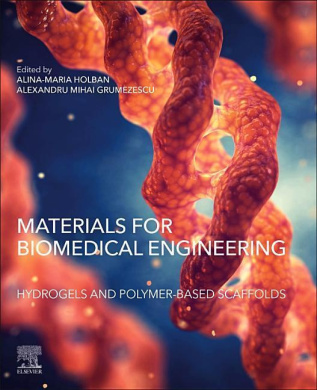 Edited by
ALINA-MARIA HOLBAN
ALEXANDRU MIHAI GRUMEZESCU
MATERIALS FOR
BIOMEDICAL ENGINEERING
HYDROGELS AND POLYMER-BASED SCAFFOLDS
ELSEVIER